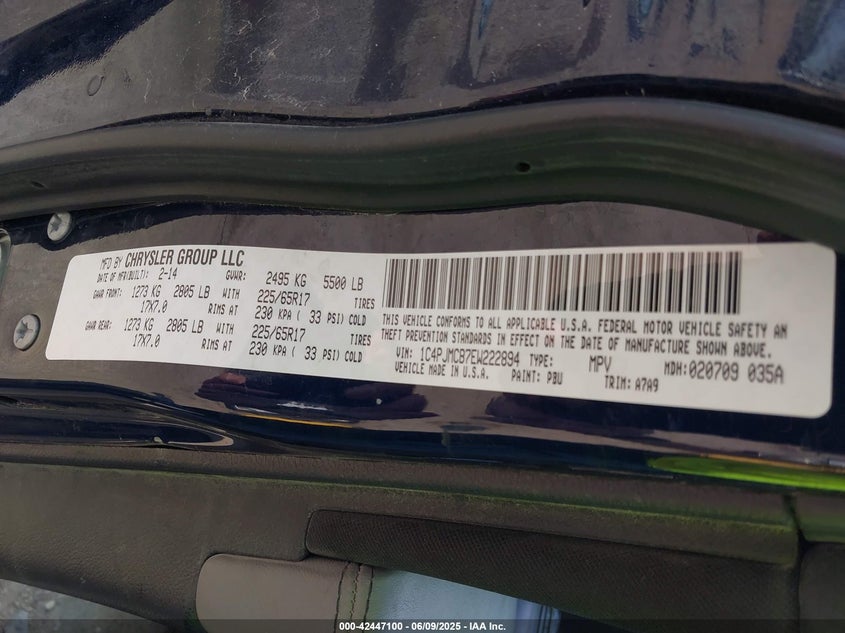 MFD BY CHRYSLER GROUP LLC
DATE OF MFR(BUILT): 2-14 GVWR: 2495 KG 5500 LB
GAWR FRONT: 1273 KG 2805 LB WITH 225/65R17 TIRES
17X7.0 RIMS AT 230 KPA ( 33 PSI) COLD
GAWR REAR: 1273 KG 2805 LB WITH 225/65R17 TIRES
17X7.0 RIMS AT 230 KPA ( 33 PSI) COLD
THIS VEHICLE CONFORMS TO ALL APPLICABLE U.S.A. FEDERAL MOTOR VEHICLE SAFETY AN
THEFT PREVENTION STANDARDS IN EFFECT ON THE DATE OF MANUFACTURE SHOWN ABOVE.
VIN: 1C4PJMCB7EW222894 TYPE: MPV MDH:020709 035A
VEHICLE MADE IN U.S.A. PAINT: PBU TRIM: A7A9
000-42447100 - 06/09/2025 - IAA Inc.